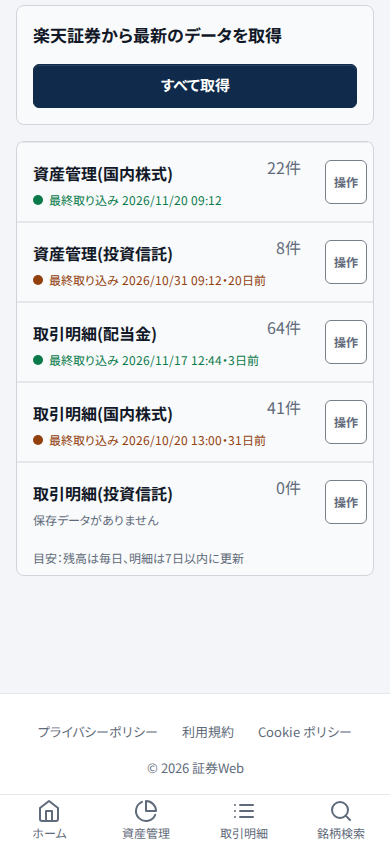 楽天証券から最新のデータを取得
すべて取得
資産管理(国内株式)
22件
操作
最終取り込み 2026/11/20 09:12
資産管理(投資信託)
8件
操作
最終取り込み 2026/10/31 09:12・20日前
取引明細(配当金)
64件
操作
最終取り込み 2026/11/17 12:44・3日前
取引明細(国内株式)
41件
操作
最終取り込み 2026/10/20 13:00・31日前
取引明細(投資信託)
0件
操作
保存データがありません
目安：残高は毎日、明細は7日以内に更新
プライバシーポリシー 利用規約 Cookie ポリシー
© 2026 証券Web
ホーム 資産管理 取引明細 銘柄検索